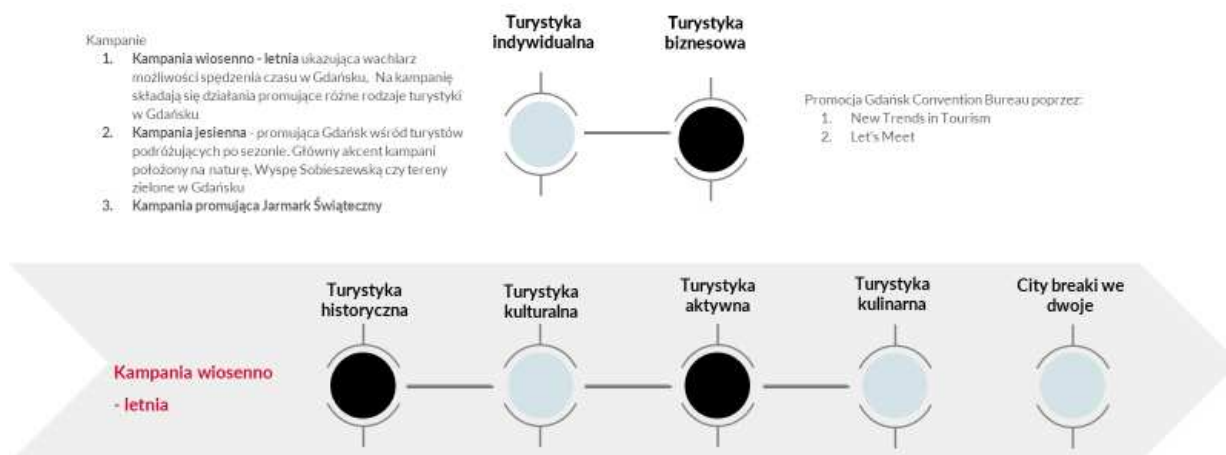 Turystyka
indywidualna
Turystyka
biznesowa
Kampanie
1. Kampania wiosenno - letnia ukazująca wachlarz
możliwości spędzenia czasu w Gdańsku. Na kampanię
składają się działania promujące różne rodzaje turystyki
w Gdańsku
2. Kampania jesienna - promująca Gdańsk wśród turystów
podróżujących po sezonie. Główny akcent kampani
położony na naturę, Wyspę Sobieszewską czy tereny
zielone w Gdańsku
3. Kampania promująca Jarmark Świąteczny
Promocja Gdańsk Convention Bureau poprzez:
1. New Trends in Tourism
2. Let's Meet
Turystyka
historyczna
Turystyka
kulturalna
Turystyka
aktywna
Turystyka
kulinarna
City breaki we
dwoje
Kampania wiosenno
- letnia